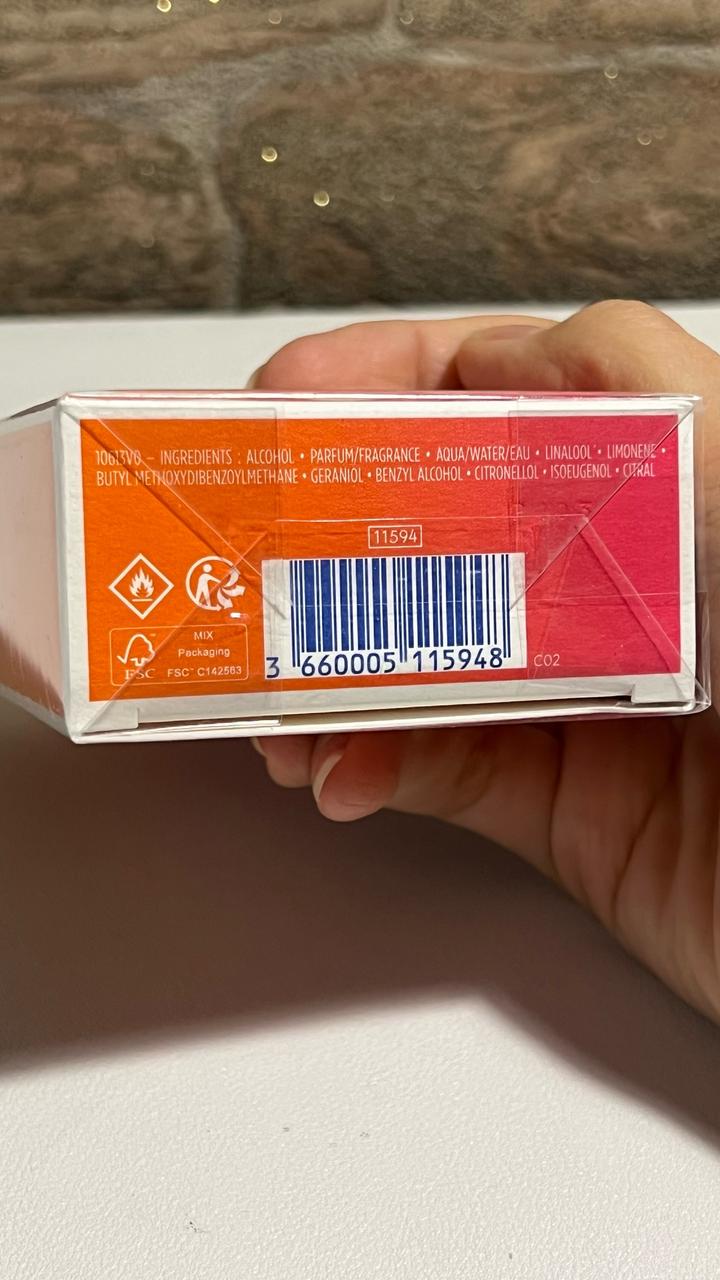 10613V0 – INGREDIENTS : ALCOHOL • PARFUM/FRAGRANCE • AQUA/WATER/EAU • LINALOOL • LIMONENE •
BUTYL METHOXYDIBENZOYLMETHANE • GERANIOL • BENZYL ALCOHOL • CITRONELLOL • ISOEUGENOL • CITRAL
11594
MIX
Packaging
FSC
FSC™ C142563
3 660005 115948
C02